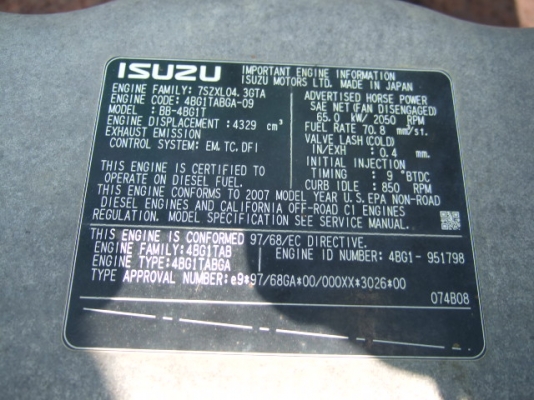 ISUZU IMPORTANT ENGINE INFORMATION
ISUZU MOTORS LTD. MADE IN JAPAN
ENGINE FAMILY: 7SZXL04.3GTA
ENGINE CODE: 4BG1TABGA-09
MODEL : BB-4BG1T
ENGINE DISPLACEMENT : 4329 cm³
EXHAUST EMISSION
CONTROL SYSTEM: EM, TC, DFI
THIS ENGINE IS CERTIFIED TO
OPERATE ON DIESEL FUEL.
ADVERTISED HORSE POWER
SAE NET (FAN DISENGAGED)
65.0 kW/ 2050 RPM
FUEL RATE 70.8 mm³/st.
VALVE LASH(COLD)
IN/EXH : 0.4 mm.
INITIAL INJECTION
TIMING : 9 °BTDC
CURB IDLE : 850 RPM
THIS ENGINE CONFORMS TO 2007 MODEL YEAR U.S.EPA NON-ROAD
DIESEL ENGINES AND CALIFORNIA OFF-ROAD CI ENGINES
REGULATION. MODEL SPECIFICATION SEE SERVICE MANUAL.
THIS ENGINE IS CONFORMED 97/68/EC DIRECTIVE.
ENGINE FAMILY:4BG1TAB
ENGINE TYPE:4BG1TABGA
ENGINE ID NUMBER: 4BG1- 951798
TYPE APPROVAL NUMBER:e9*97/68GA*00/000XX*3026*00
074B08